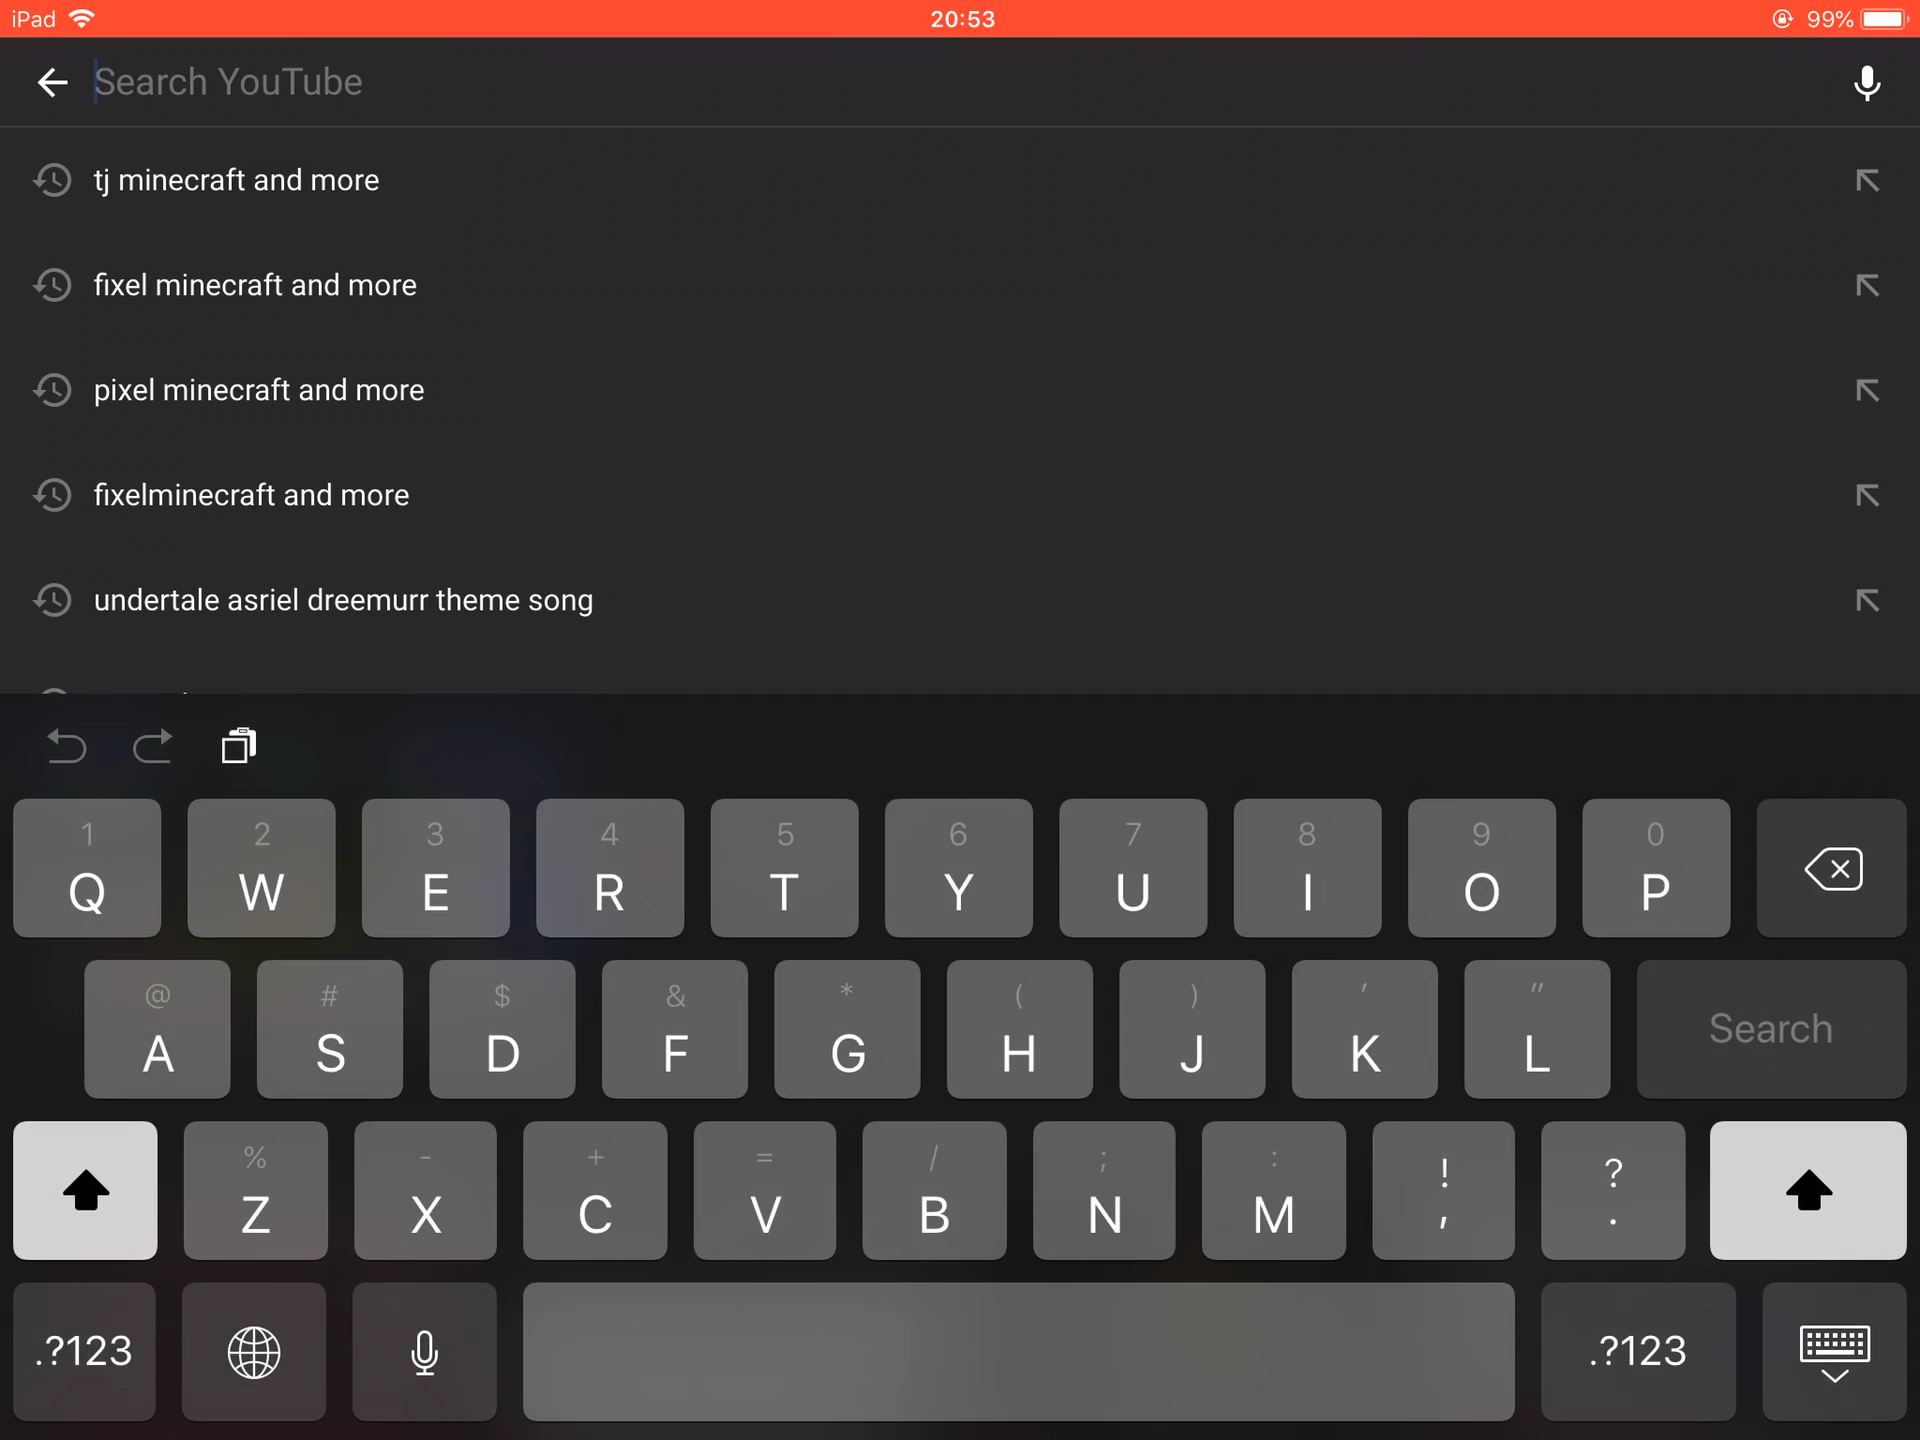 iPad 20:53 99%
Search YouTube
tj minecraft and more
fixel minecraft and more
pixel minecraft and more
fixelminecraft and more
undertale asriel dreemurr theme song
1 2 3 4 5 6 7 8 9 0
Q W E R T Y U I O P
@ # $ & * ( ) ' "
A S D F G H J K L Search
% - + = / ; : ! ?
Z X C V B N M , .
.?123 .?123